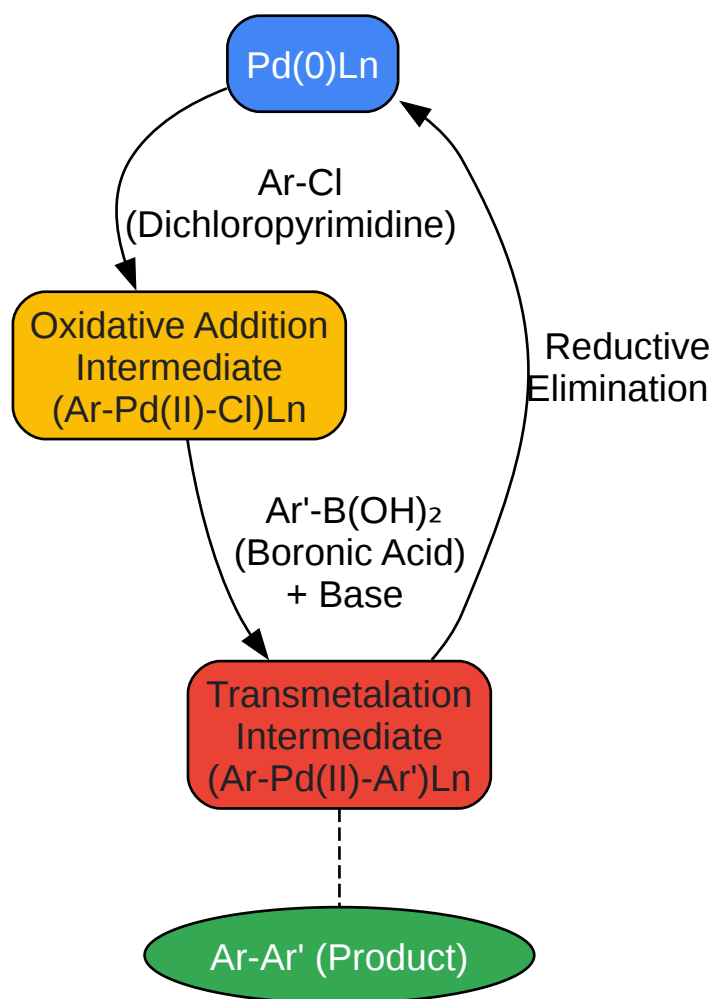 Pd(0)Ln
Ar-Cl
(Dichloropyrimidine)
Oxidative Addition
Intermediate
(Ar-Pd(II)-Cl)Ln
Reductive
Elimination
Ar'-B(OH)₂
(Boronic Acid)
+ Base
Transmetalation
Intermediate
(Ar-Pd(II)-Ar')Ln
Ar-Ar' (Product)